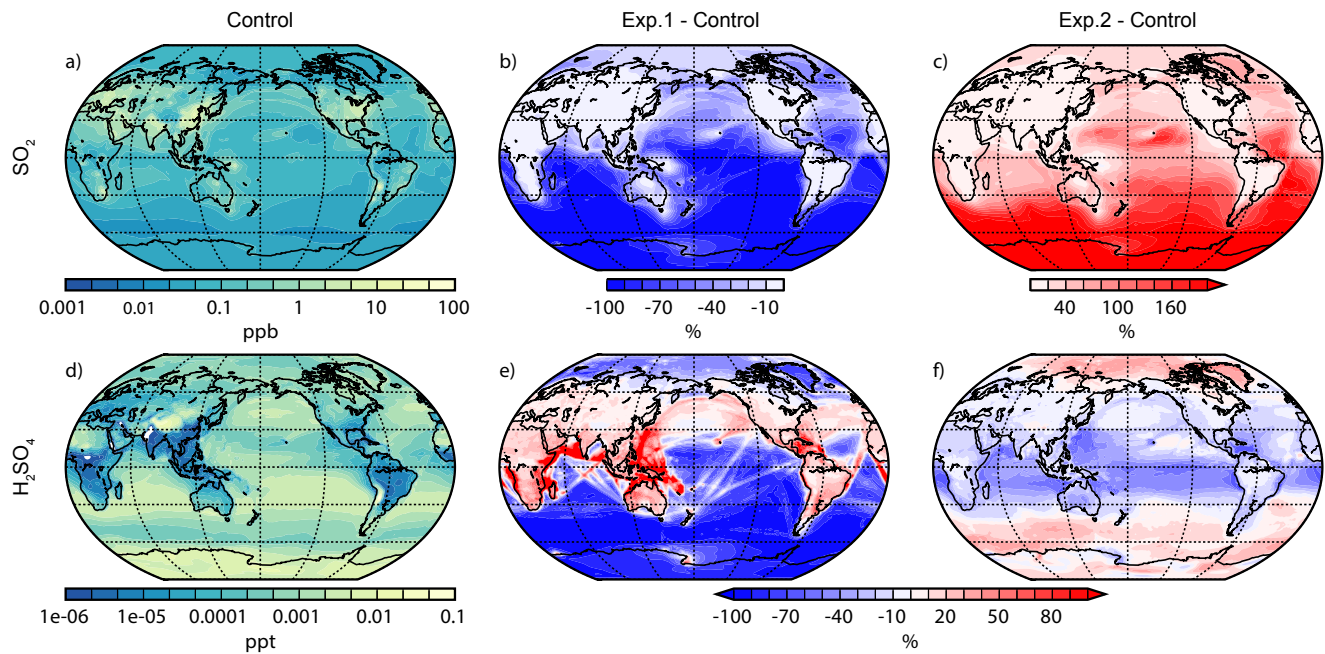 Control
Exp.1 - Control
Exp.2 - Control
a)
b)
c)
SO₂
0.001 0.01 0.1 1 10 100
ppb
-100 -70 -40 -10
%
40 100 160
%
d)
e)
f)
H₂SO₄
1e-06 1e-05 0.0001 0.001 0.01 0.1
ppt
-100 -70 -40 -10 20 50 80
%